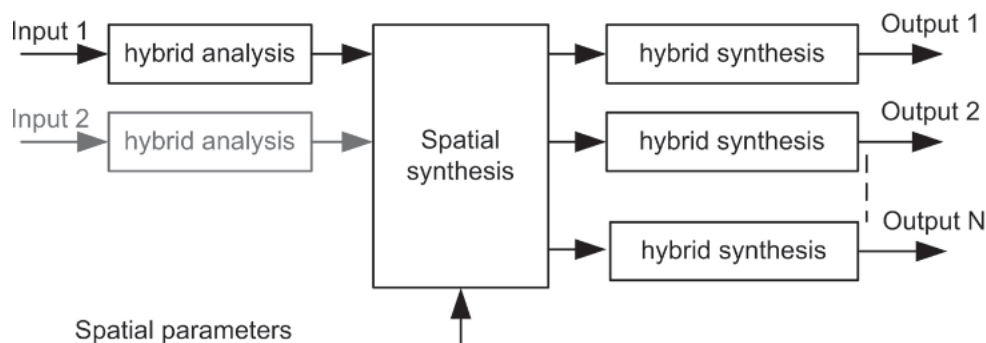 Input 1
hybrid analysis
hybrid synthesis
Output 1
Input 2
hybrid analysis
Spatial
synthesis
hybrid synthesis
Output 2
hybrid synthesis
Output N
Spatial parameters